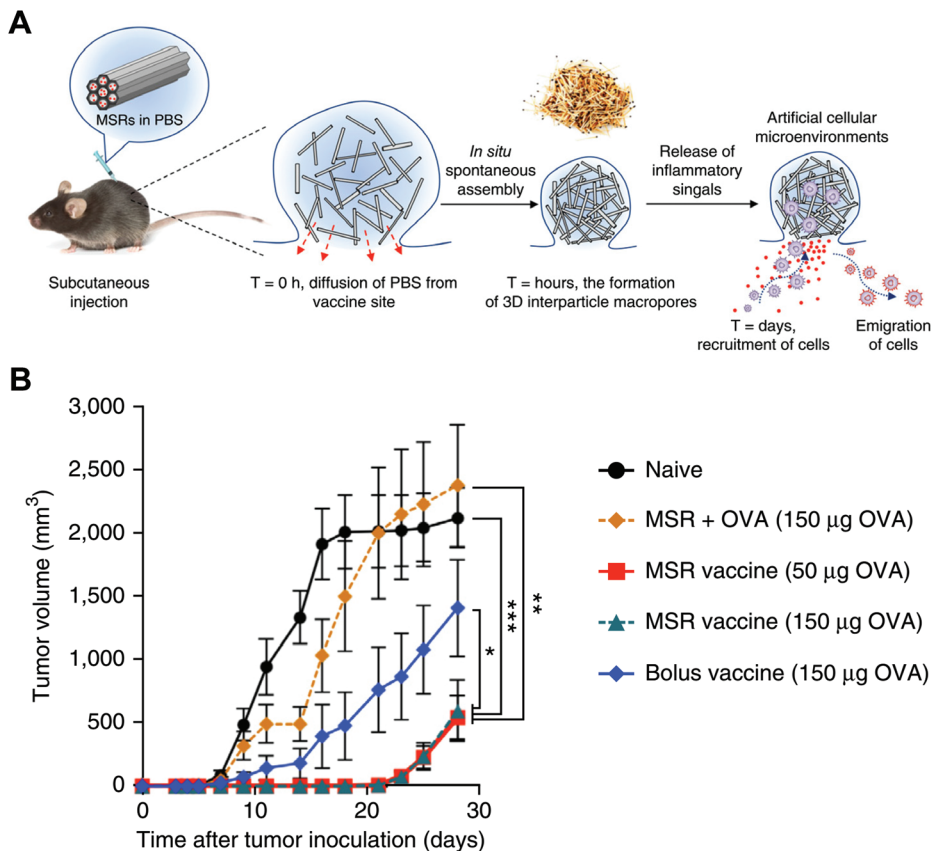 A
MSRs in PBS
Subcutaneous
injection
T = 0 h, diffusion of PBS from
vaccine site
In situ
spontaneous
assembly
T = hours, the formation
of 3D interparticle macropores
Release of
inflammatory
singals
Artificial cellular
microenvironments
T = days,
recruitment of cells
Emigration
of cells
B
Tumor volume (mm³)
3,000
2,500
2,000
1,500
1,000
500
0
0
10
20
30
Time after tumor inoculation (days)
*
***
**
Naive
MSR + OVA (150 µg OVA)
MSR vaccine (50 µg OVA)
MSR vaccine (150 µg OVA)
Bolus vaccine (150 µg OVA)